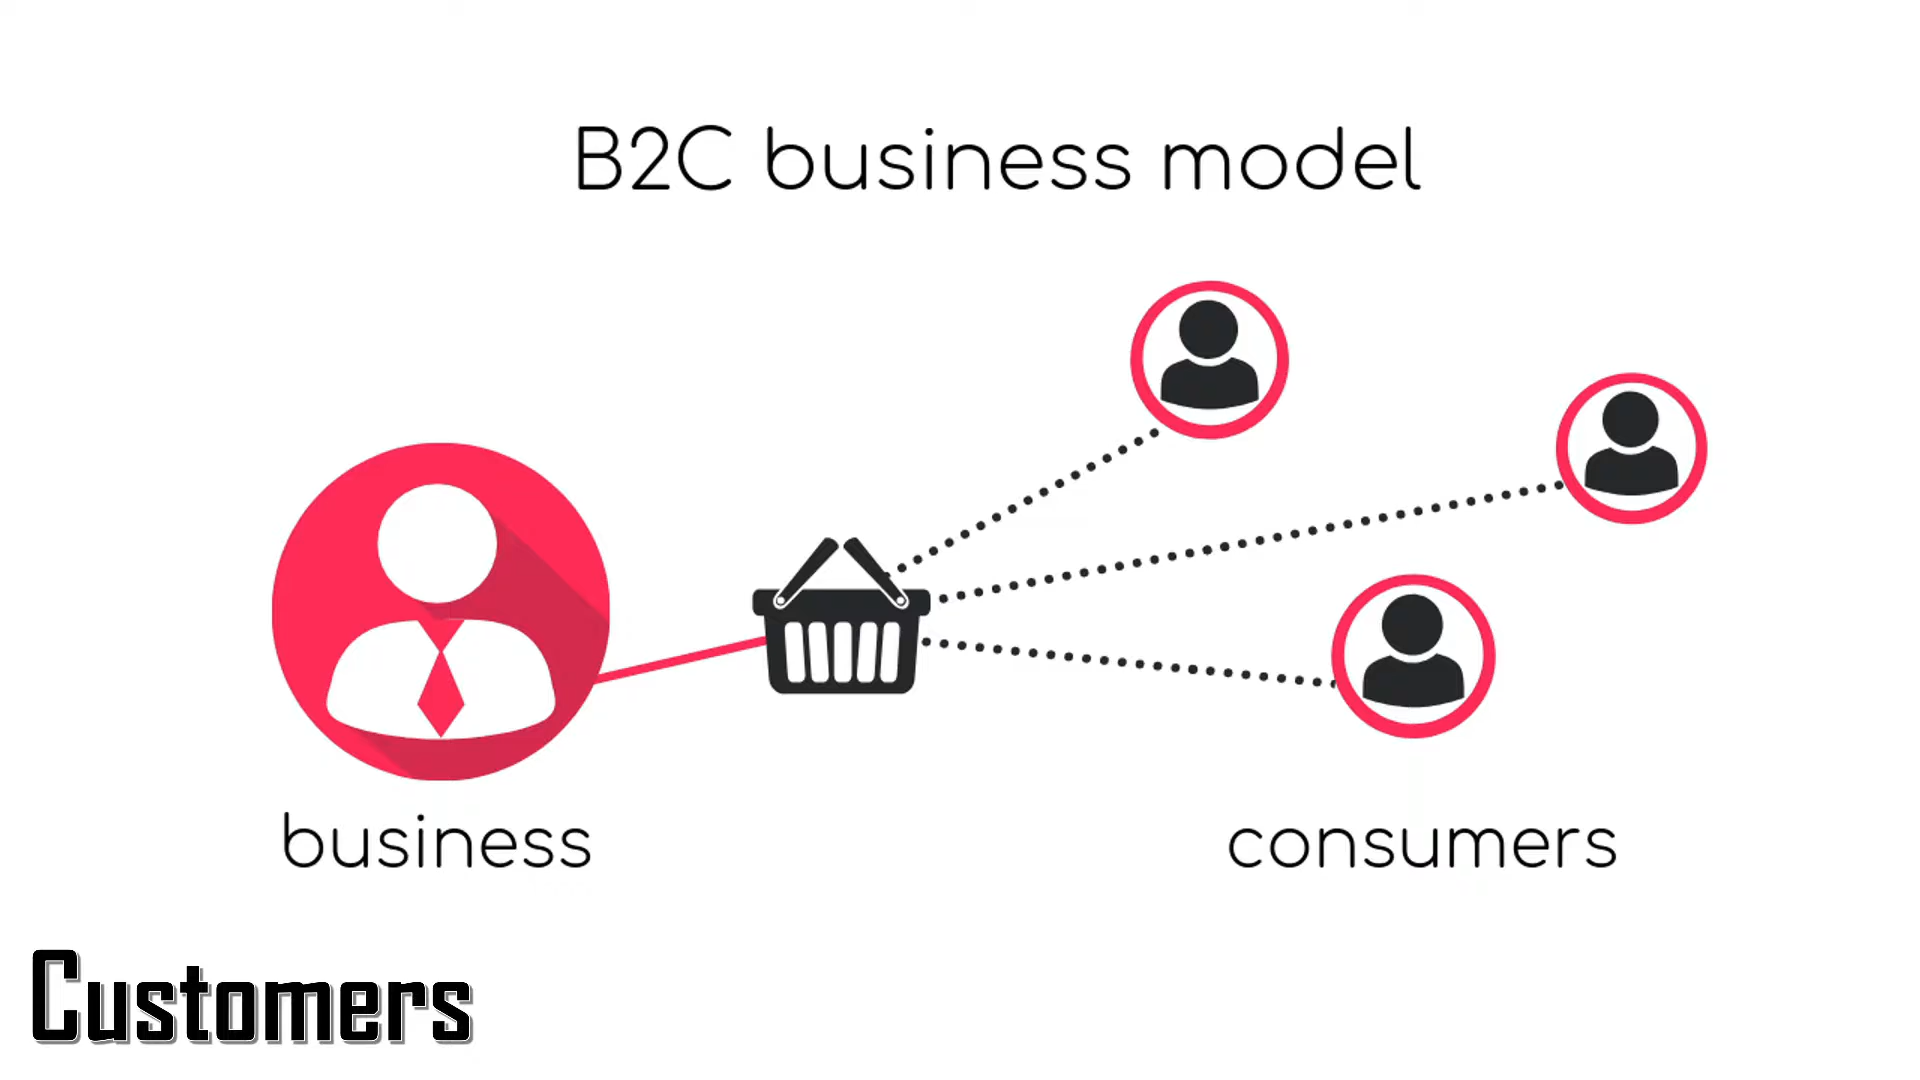 B2C business model
business
consumers
Customers